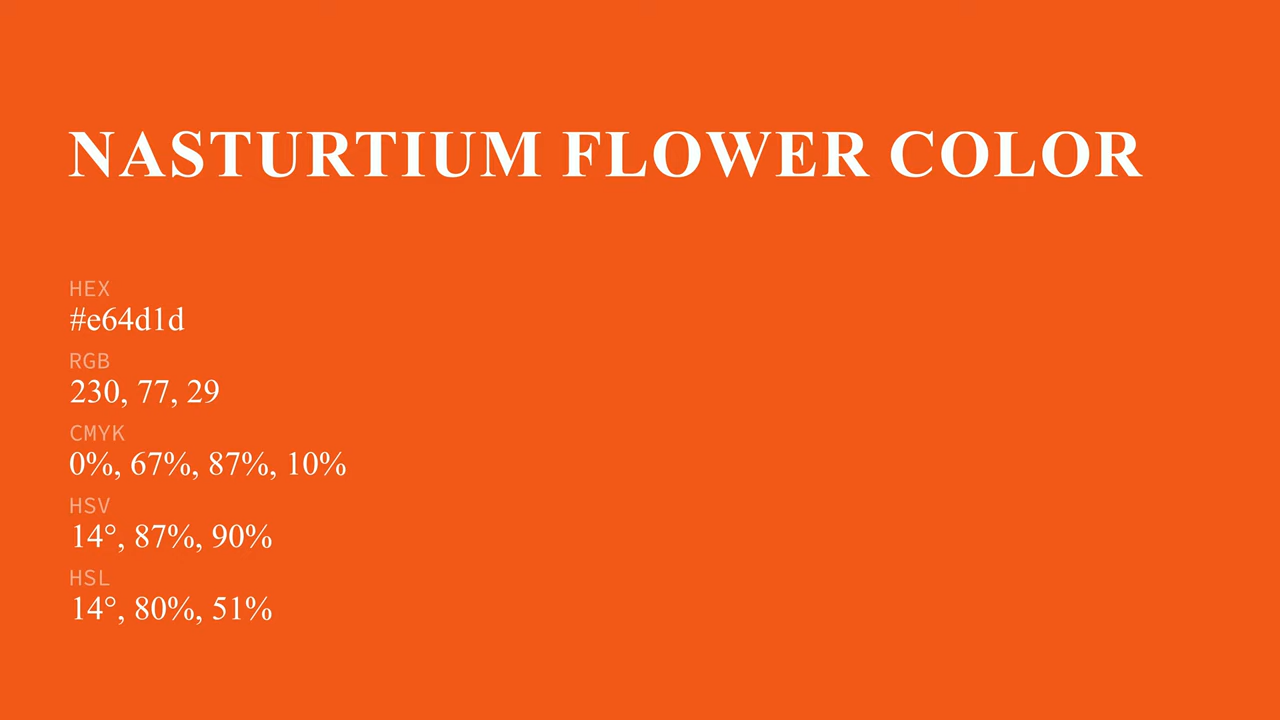 NASTURTIUM FLOWER COLOR
HEX
#e64d1d
RGB
230, 77, 29
CMYK
0%, 67%, 87%, 10%
HSV
14°, 87%, 90%
HSL
14°, 80%, 51%